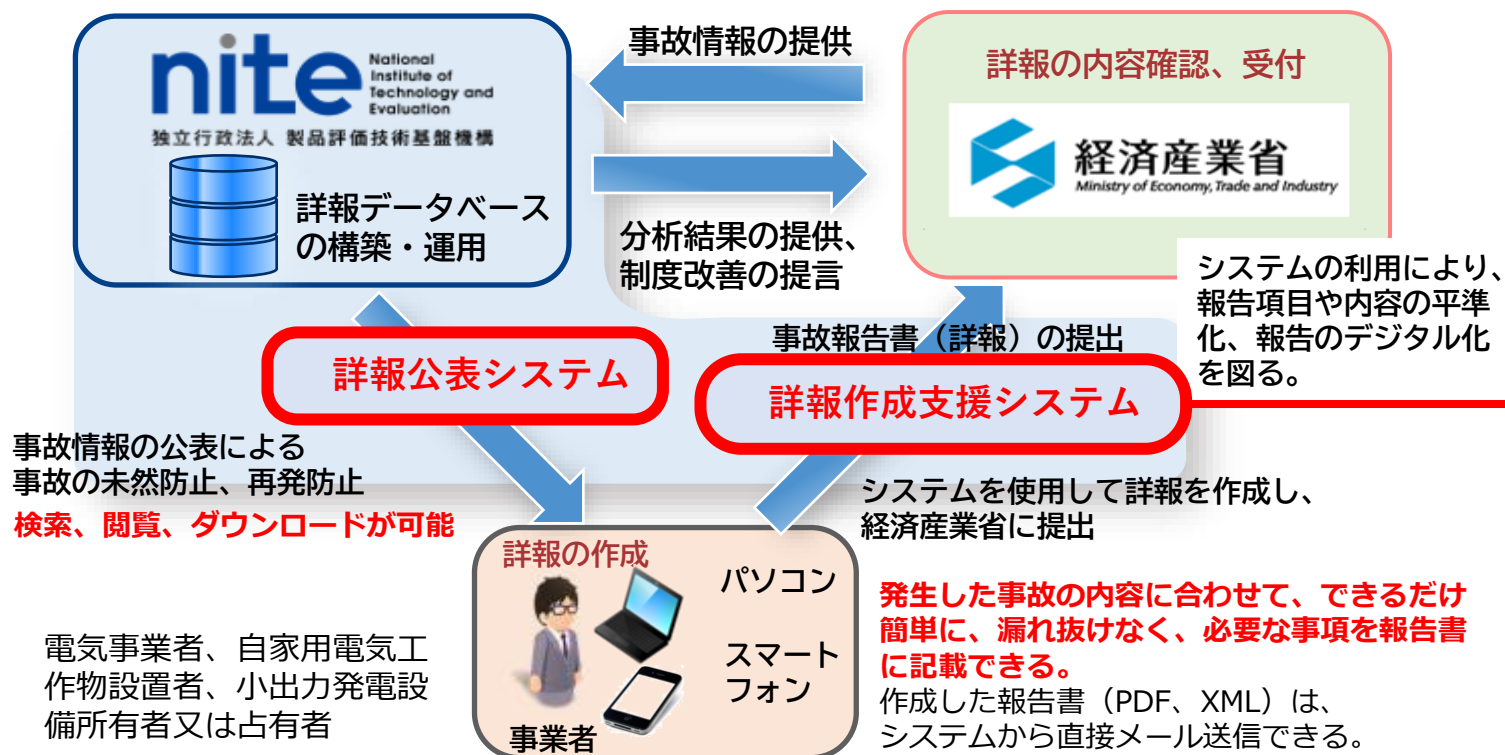 nite
National
Institute of
Technology and
Evaluation
独立行政法人 製品評価技術基盤機構
詳報データベース
の構築・運用
事故情報の提供
分析結果の提供、
制度改善の提言
詳報の内容確認、受付
経済産業省
Ministry of Economy, Trade and Industry
システムの利用により、
報告項目や内容の平準
化、報告のデジタル化
を図る。
事故報告書（詳報）の提出
詳報公表システム
詳報作成支援システム
事故情報の公表による
事故の未然防止、再発防止
検索、閲覧、ダウンロードが可能
システムを使用して詳報を作成し、
経済産業省に提出
詳報の作成
パソコン
スマート
フォン
事業者
電気事業者、自家用電気工
作物設置者、小出力発電設
備所有者又は占有者
発生した事故の内容に合わせて、できるだけ
簡単に、漏れ抜けなく、必要な事項を報告書
に記載できる。
作成した報告書（PDF、XML）は、
システムから直接メール送信できる。